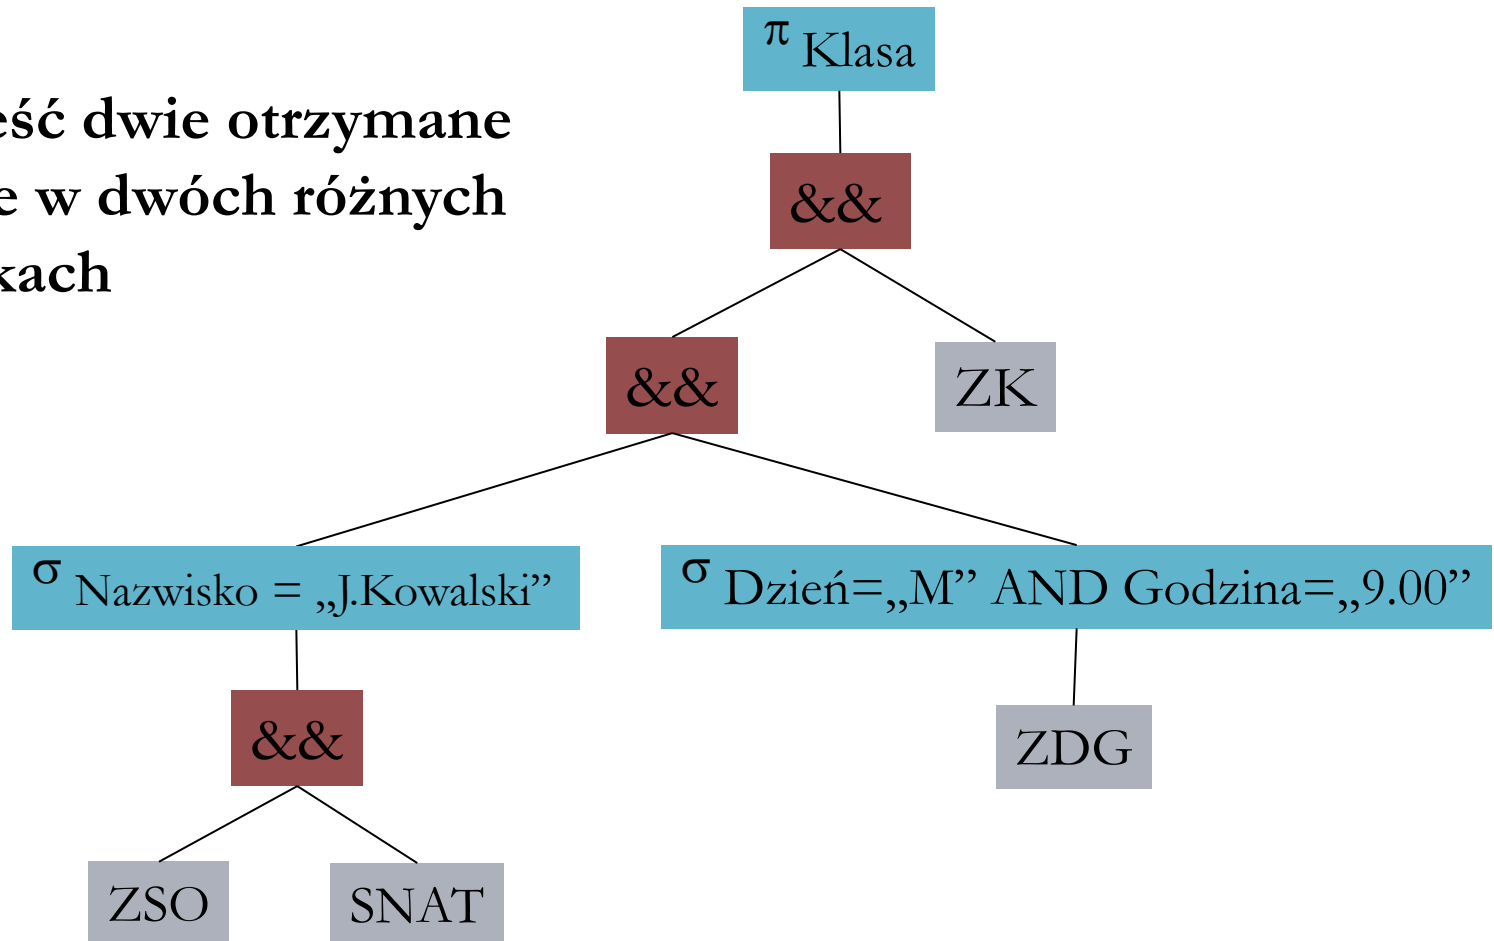 π Klasa
eść dwie otrzymane
e w dwóch różnych
kach
&&
&&
ZK
σ Nazwisko = „J.Kowalski”
σ Dzień=„M” AND Godzina=„9.00”
&&
ZDG
ZSO
SNAT